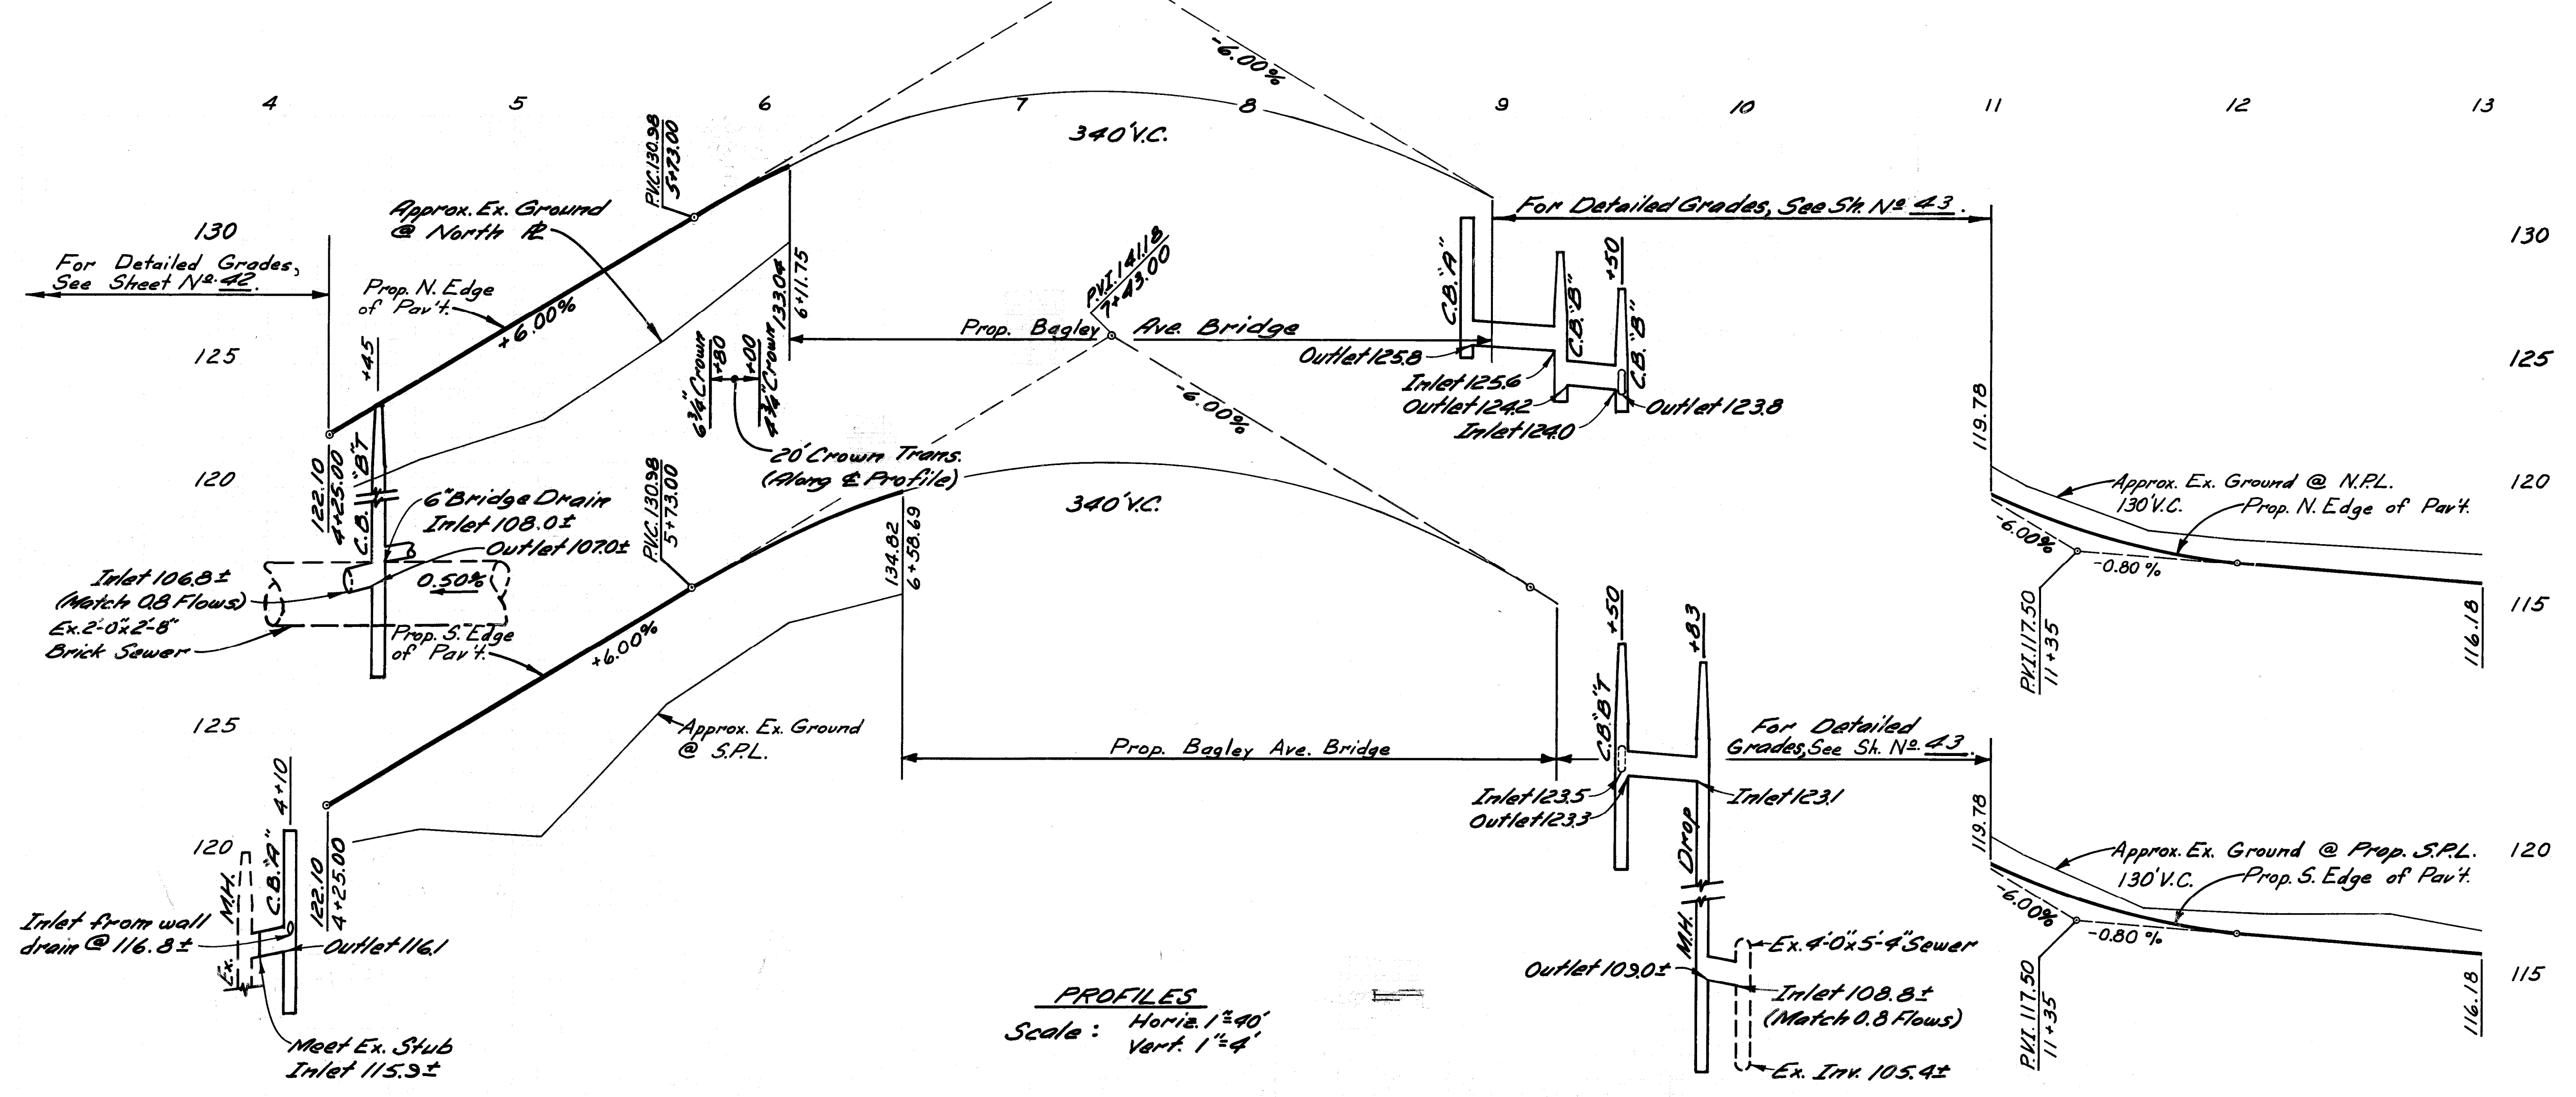 -6.00%
4 5 6 7 8 9 10 11 12 13
340' V.C.
P.V.C. 130.98
5+73.00
Approx. Ex. Ground
@ North ⅊
130
For Detailed Grades,
See Sheet Nº. 42.
Prop. N. Edge
of Pav't.
+6.00%
133.04
6+11.75
P.V.I. 141.18
7+43.00
Prop. Bagley Ave. Bridge
For Detailed Grades, See Sh. Nº 43.
130
C.B. "A"
C.B. "B"
+50
C.B. "B"
Outlet 125.8
Inlet 125.6
Outlet 124.2
Inlet 124.0
Outlet 123.8
125
125
+45
6¾" Crown
+80
+00
4¾" Crown
20' Crown Trans.
(Along ℄ Profile)
-6.00%
119.78
120
122.10
4+25.00
C.B. "B" T
6" Bridge Drain
Inlet 108.0±
Outlet 107.0±
Inlet 106.8±
(Match 0.8 Flows)
Ex. 2'-0" x 2'-8"
Brick Sewer
0.50%
P.V.C. 130.98
5+73.00
340' V.C.
134.82
6+58.69
Approx. Ex. Ground @ N.P.L.
130' V.C.
Prop. N. Edge of Pav't.
120
-6.00%
-0.80%
P.V.I. 117.50
11+35
116.18
115
Prop. S. Edge
of Pav't.
+6.00%
125
Approx. Ex. Ground
@ S.P.L.
Prop. Bagley Ave. Bridge
+50
+83
C.B. "B" T
For Detailed
Grades, See Sh. Nº. 43.
Inlet 123.5
Outlet 123.3
Inlet 123.1
4+10
120
Ex. M.H.
C.B. "A"
122.10
4+25.00
Inlet from wall
drain @ 116.8±
Outlet 116.1
Meet Ex. Stub
Inlet 115.9±
M.H. Drop
Ex. 4'-0" x 5'-4" Sewer
Outlet 109.0±
Inlet 108.8±
(Match 0.8 Flows)
Ex. Inv. 105.4±
119.78
Approx. Ex. Ground @ Prop. S.P.L.
130' V.C.
Prop. S. Edge of Pav't.
120
-6.00%
-0.80%
P.V.I. 117.50
11+35
116.18
115
PROFILES
Scale : Horiz. 1"=40'
Vert. 1"=4'